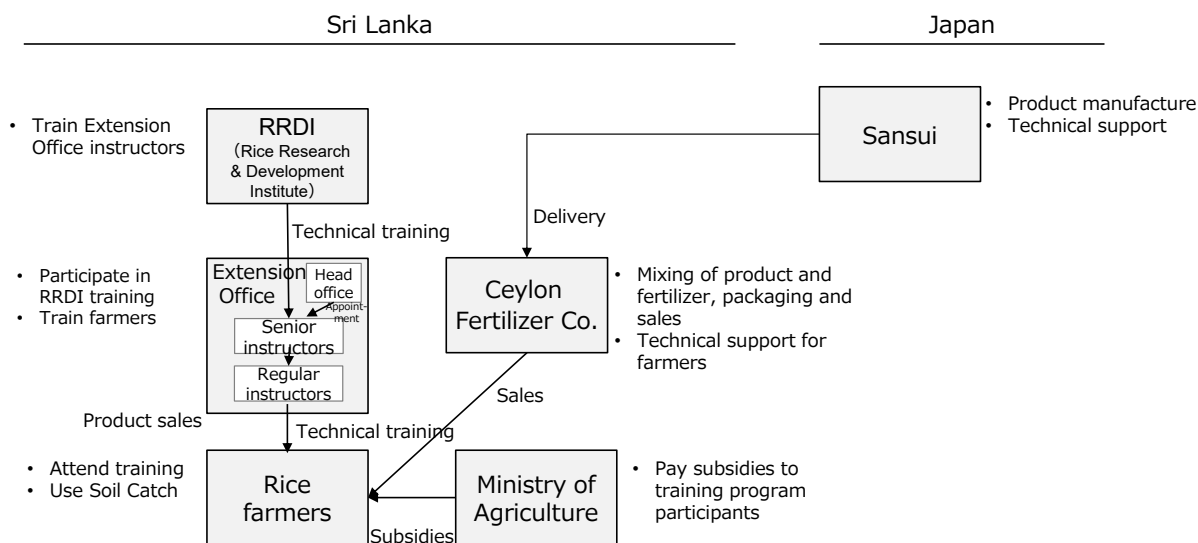 Sri Lanka
Japan
• Train Extension
Office instructors
RRDI
(Rice Research
& Development
Institute)
Sansui
• Product manufacture
• Technical support
Technical training
Delivery
• Participate in
RRDI training
• Train farmers
Extension
Office
Head
office
Appoint-
ment
Senior
instructors
Regular
instructors
Ceylon
Fertilizer Co.
• Mixing of product and
fertilizer, packaging and
sales
• Technical support for
farmers
Product sales
Technical training
Sales
• Attend training
• Use Soil Catch
Rice
farmers
Subsidies
Ministry of
Agriculture
• Pay subsidies to
training program
participants